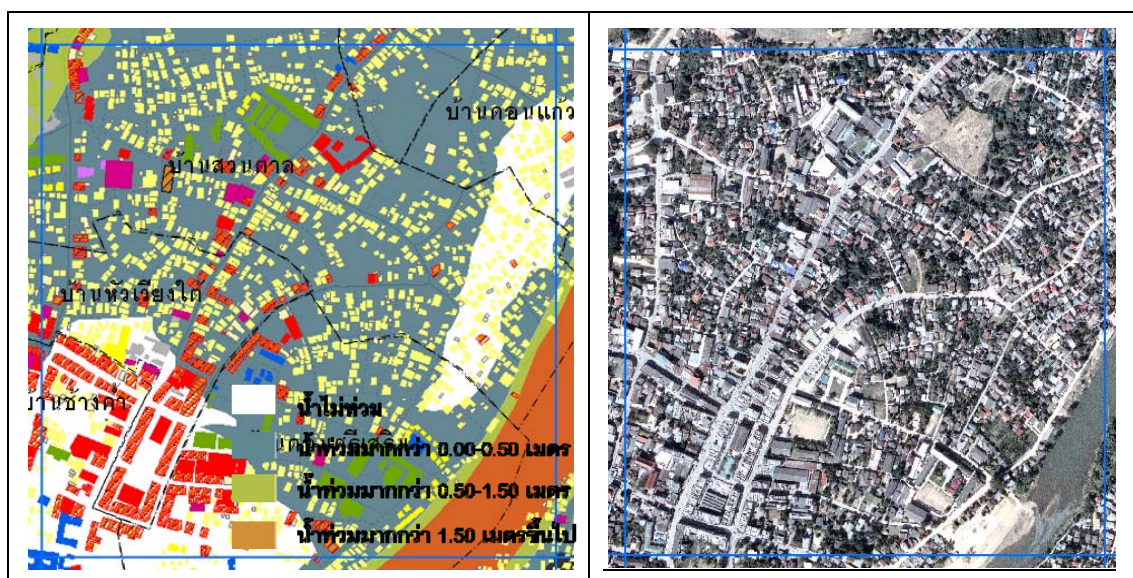 บ้านดอนแก้ว
บ้านสวนตาล
บ้านหัวเวียงใต้
บ้านช้างค้ำ
น้ำไม่ท่วม
น้ำท่วมมากกว่า 0.00-0.50 เมตร
น้ำท่วมมากกว่า 0.50-1.50 เมตร
น้ำท่วมมากกว่า 1.50 เมตรขึ้นไป